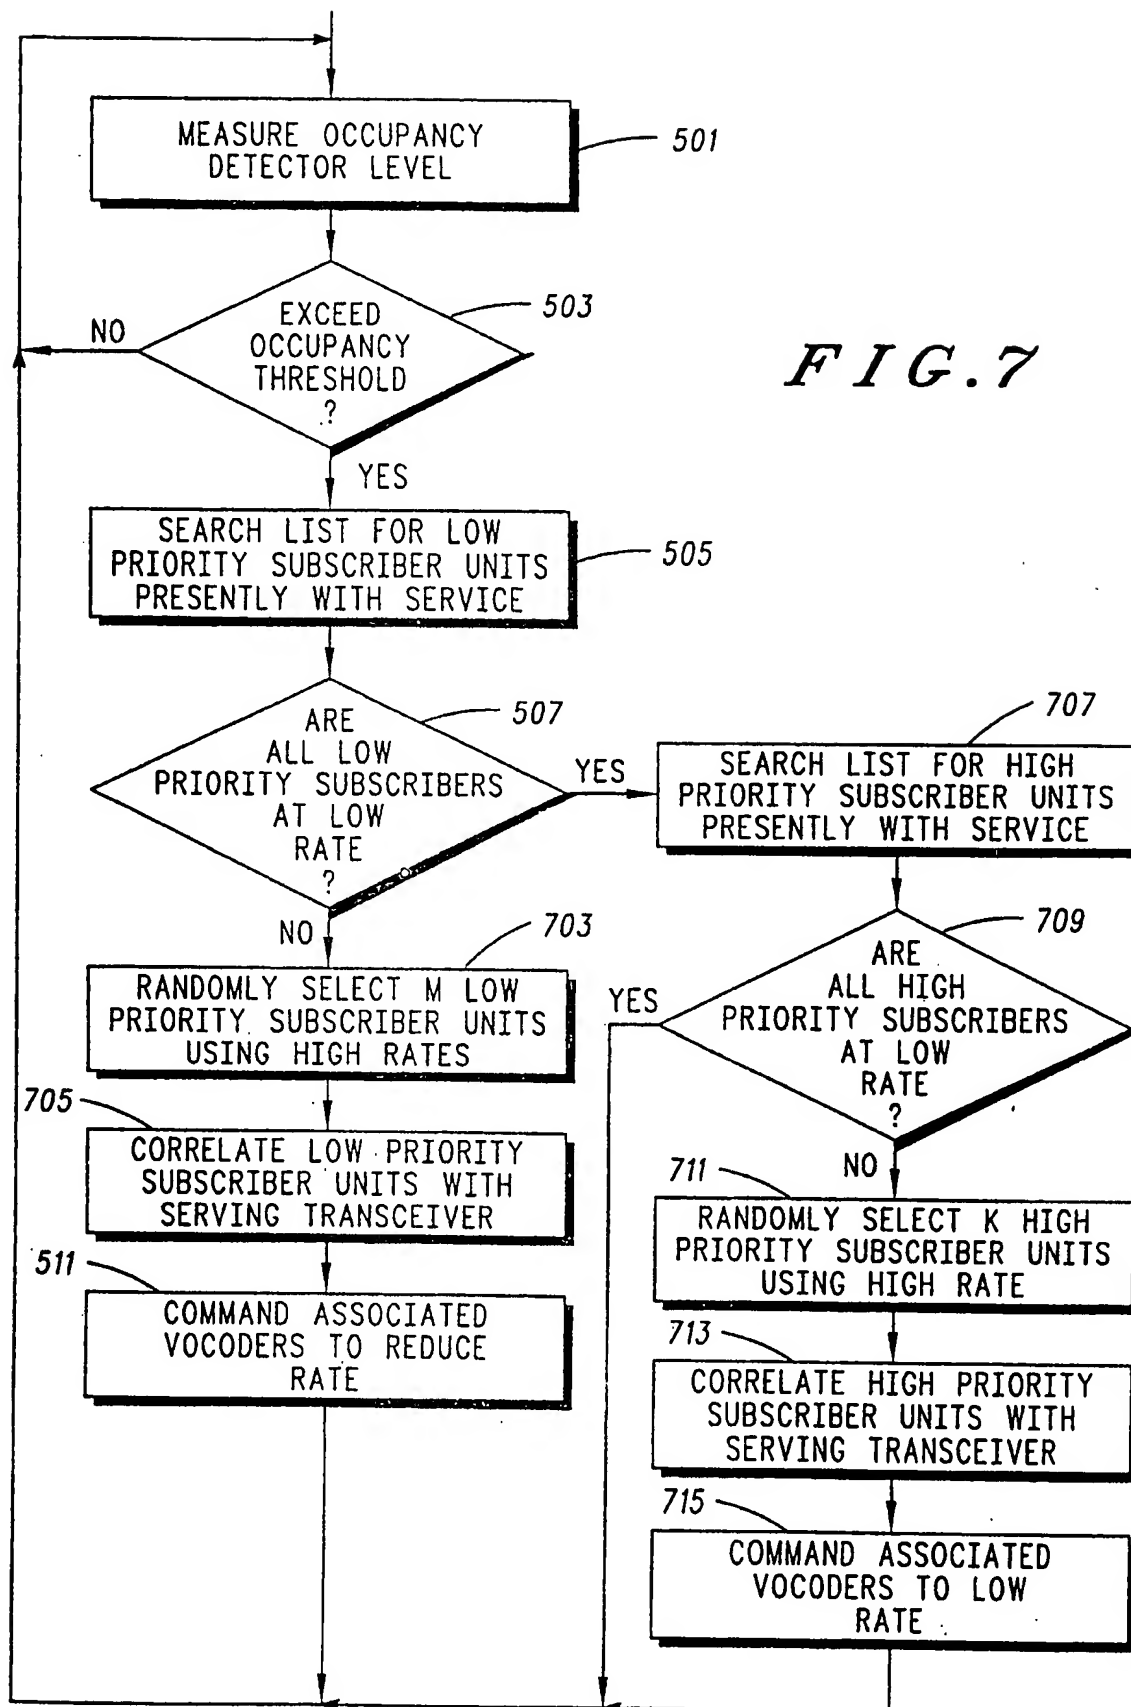 MEASURE OCCUPANCY
DETECTOR LEVEL
501
EXCEED
OCCUPANCY
THRESHOLD
?
503
NO
FIG.7
YES
SEARCH LIST FOR LOW
PRIORITY SUBSCRIBER UNITS
PRESENTLY WITH SERVICE
505
ARE
ALL LOW
PRIORITY SUBSCRIBERS
AT LOW
RATE
?
507
YES
707
SEARCH LIST FOR HIGH
PRIORITY SUBSCRIBER UNITS
PRESENTLY WITH SERVICE
NO
703
RANDOMLY SELECT M LOW
PRIORITY SUBSCRIBER UNITS
USING HIGH RATES
709
ARE
ALL HIGH
PRIORITY SUBSCRIBERS
AT LOW
RATE
?
YES
705
CORRELATE LOW PRIORITY
SUBSCRIBER UNITS WITH
SERVING TRANSCEIVER
NO
711
RANDOMLY SELECT K HIGH
PRIORITY SUBSCRIBER UNITS
USING HIGH RATE
511
COMMAND ASSOCIATED
VOCODERS TO REDUCE
RATE
713
CORRELATE HIGH PRIORITY
SUBSCRIBER UNITS WITH
SERVING TRANSCEIVER
715
COMMAND ASSOCIATED
VOCODERS TO LOW
RATE